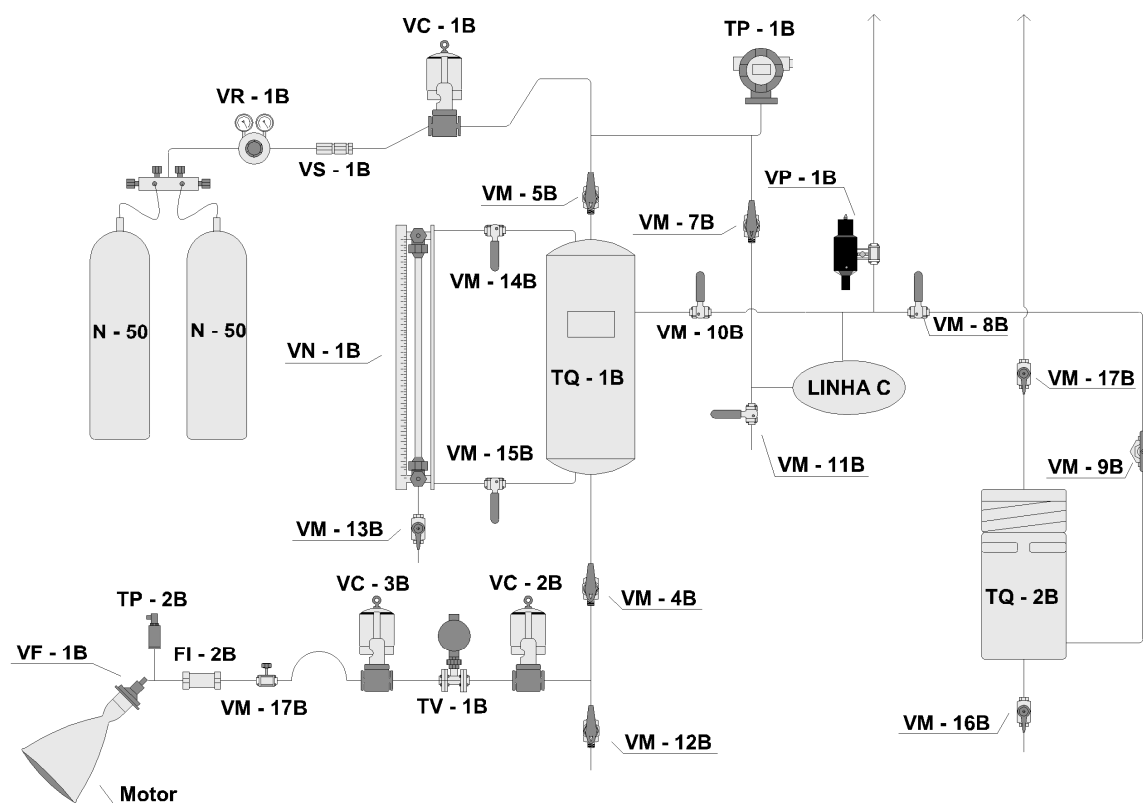 VC - 1B
TP - 1B
VR - 1B
VS - 1B
VM - 5B
VP - 1B
VM - 7B
VM - 14B
N - 50
N - 50
VN - 1B
VM - 10B
VM - 8B
TQ - 1B
LINHA C
VM - 17B
VM - 15B
VM - 11B
VM - 9B
VM - 13B
VC - 3B
VC - 2B
TP - 2B
VM - 4B
TQ - 2B
VF - 1B
FI - 2B
VM - 17B
TV - 1B
VM - 16B
VM - 12B
Motor